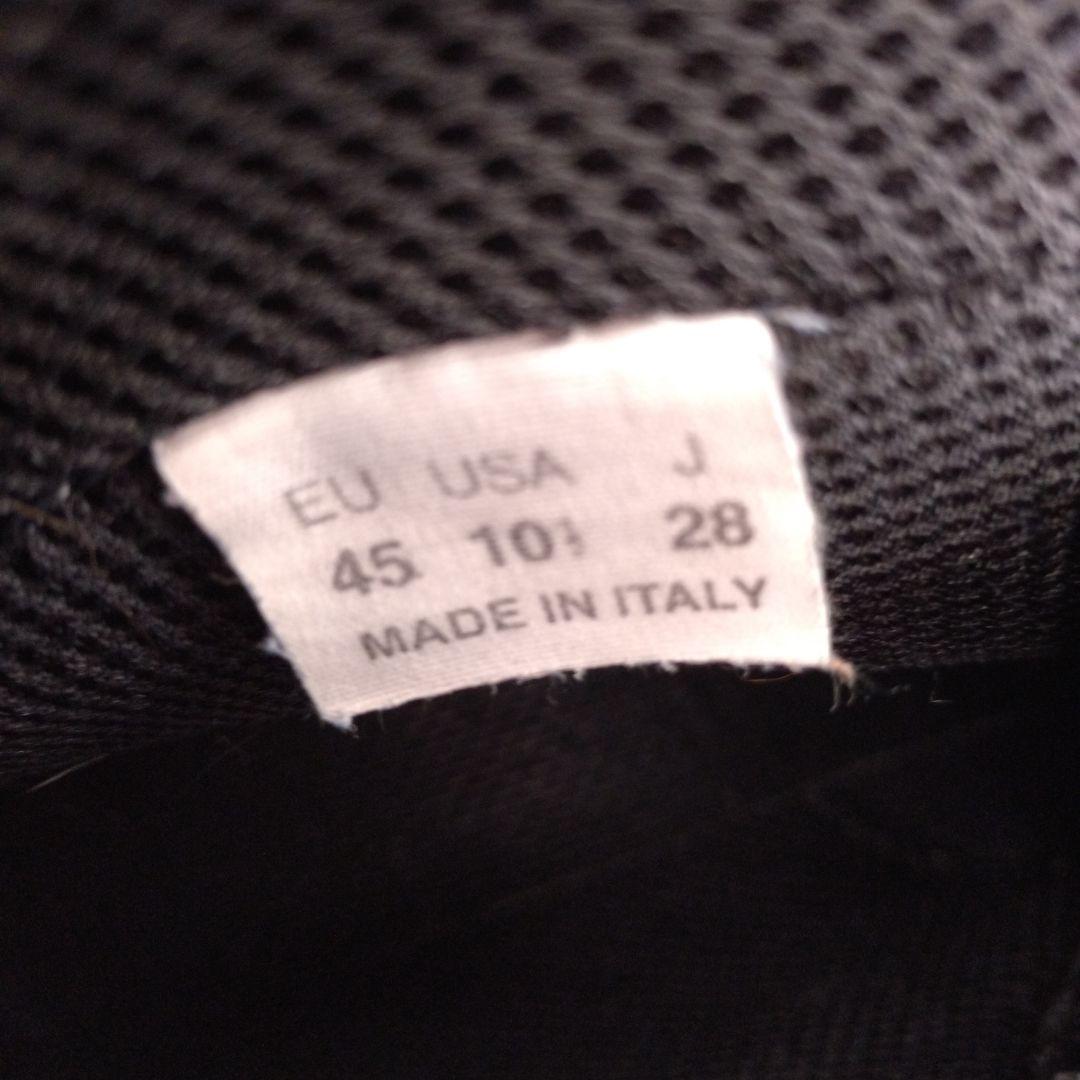 EU USA J
45 10½ 28
MADE IN ITALY